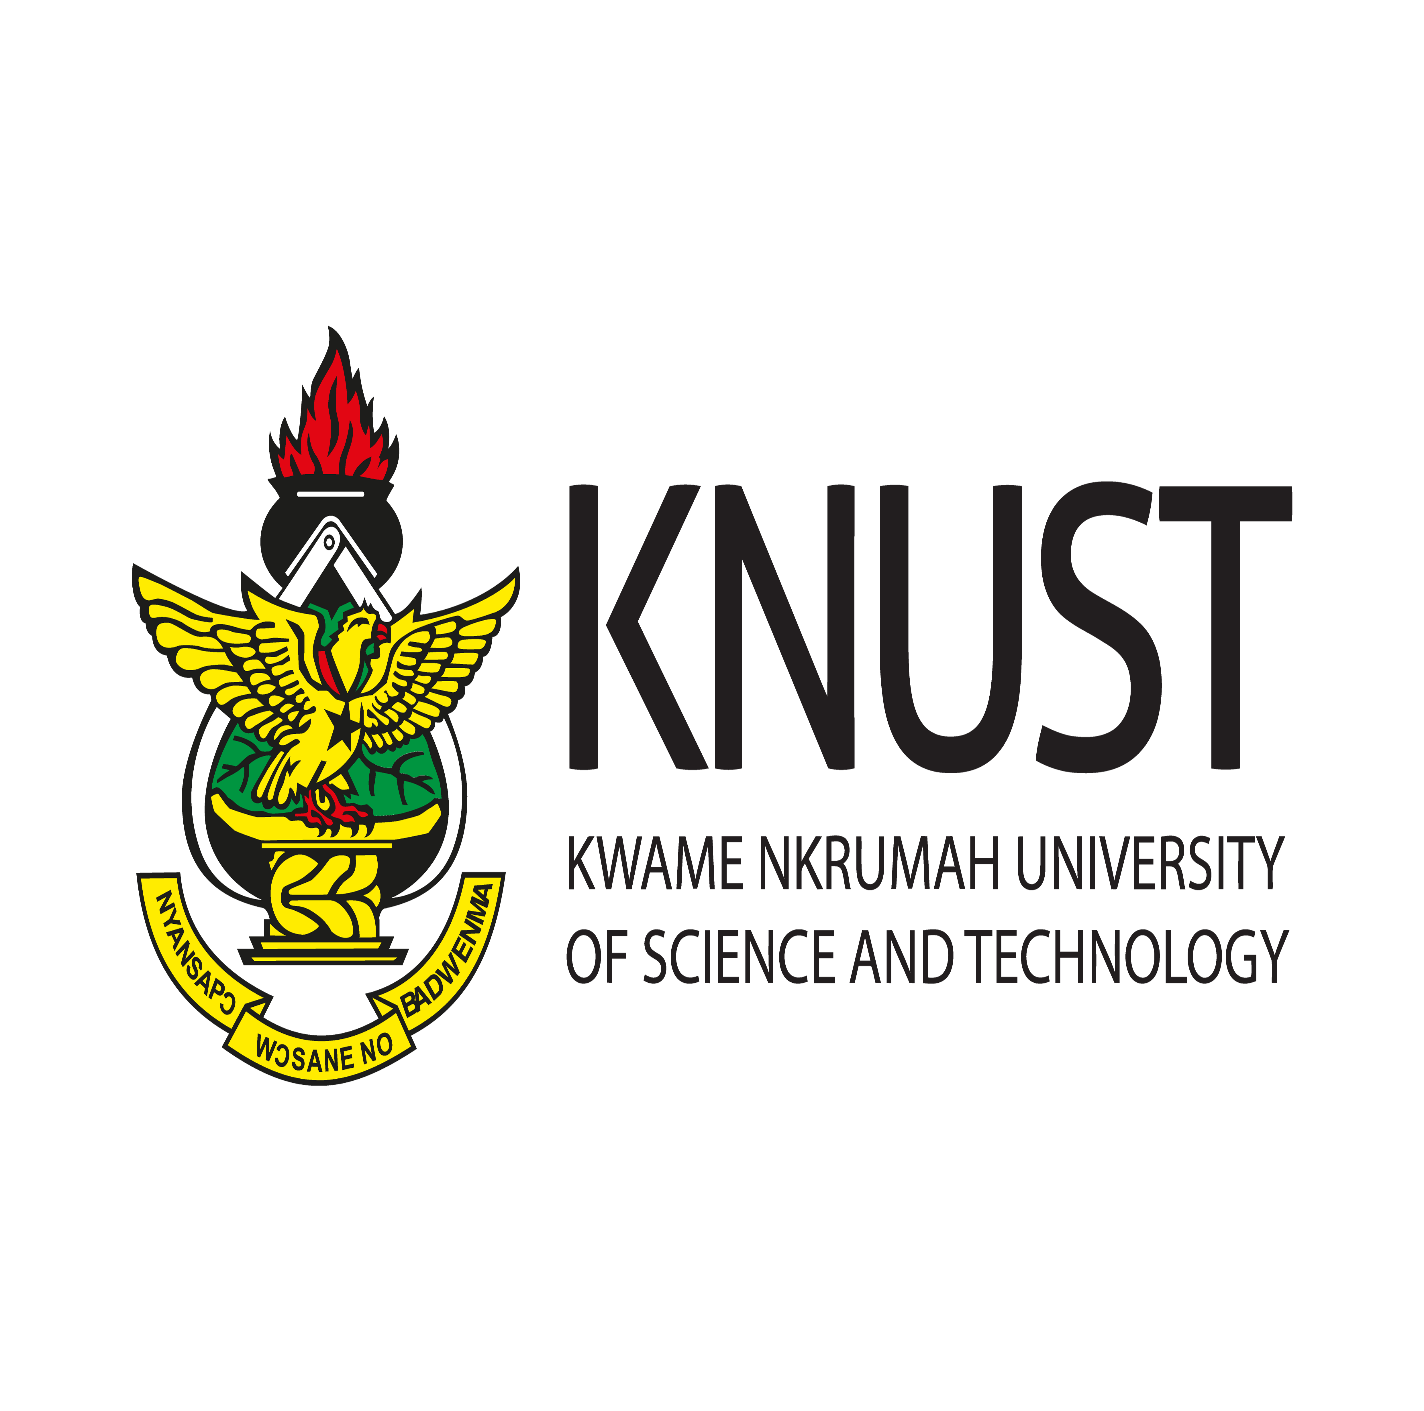 KNUST
KWAME NKRUMAH UNIVERSITY
OF SCIENCE AND TECHNOLOGY
NYANSAPƆ
WƆSANE NO
BADWENMA